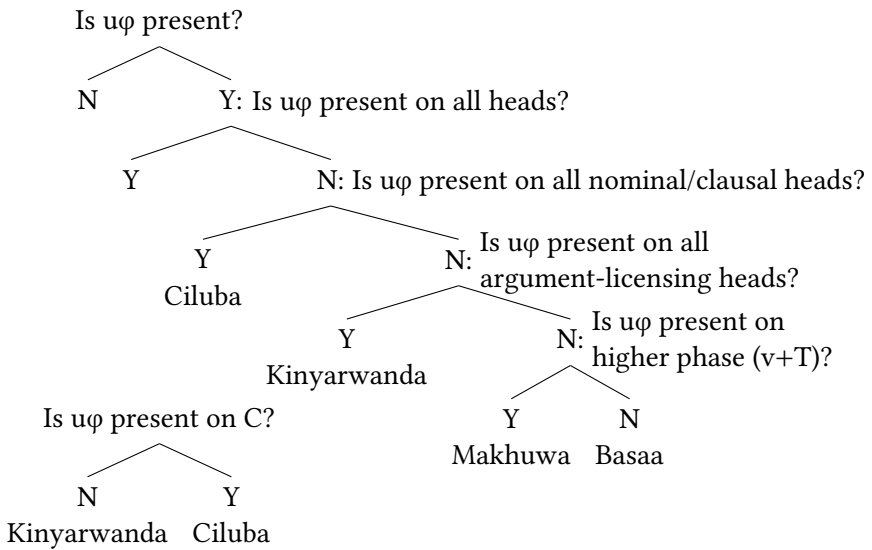 Is uφ present?
N Y: Is uφ present on all heads?
Y N: Is uφ present on all nominal/clausal heads?
Y N: Is uφ present on all
argument-licensing heads?
Ciluba
Y N: Is uφ present on
higher phase (v+T)?
Kinyarwanda
Y N
Makhuwa Basaa
Is uφ present on C?
N Y
Kinyarwanda Ciluba